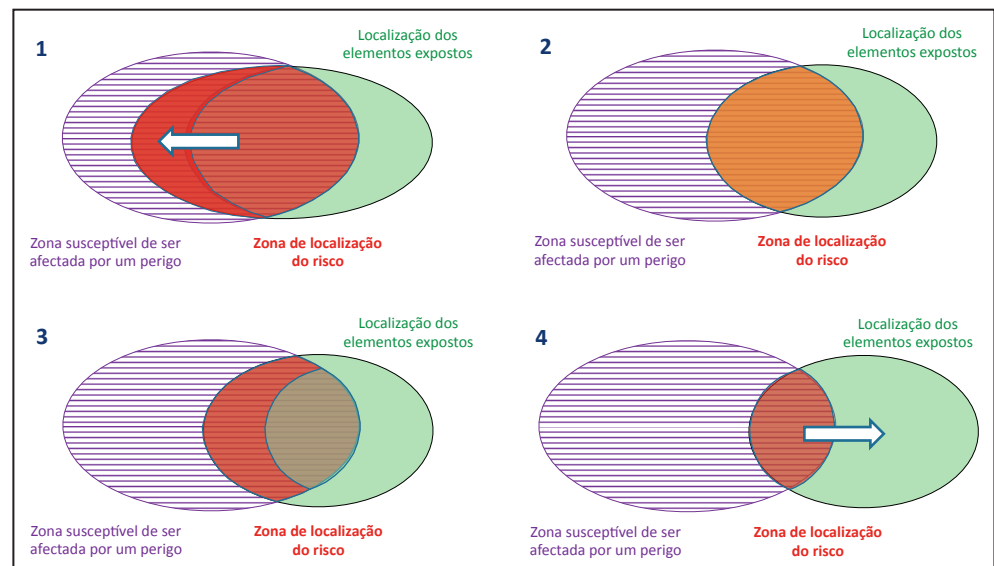 1
Localização dos
elementos expostos
Zona susceptível de ser
afectada por um perigo
Zona de localização
do risco
2
Localização dos
elementos expostos
Zona susceptível de ser
afectada por um perigo
Zona de localização
do risco
3
Localização dos
elementos expostos
Zona susceptível de ser
afectada por um perigo
Zona de localização
do risco
4
Localização dos
elementos expostos
Zona susceptível de ser
afectada por um perigo
Zona de localização
do risco